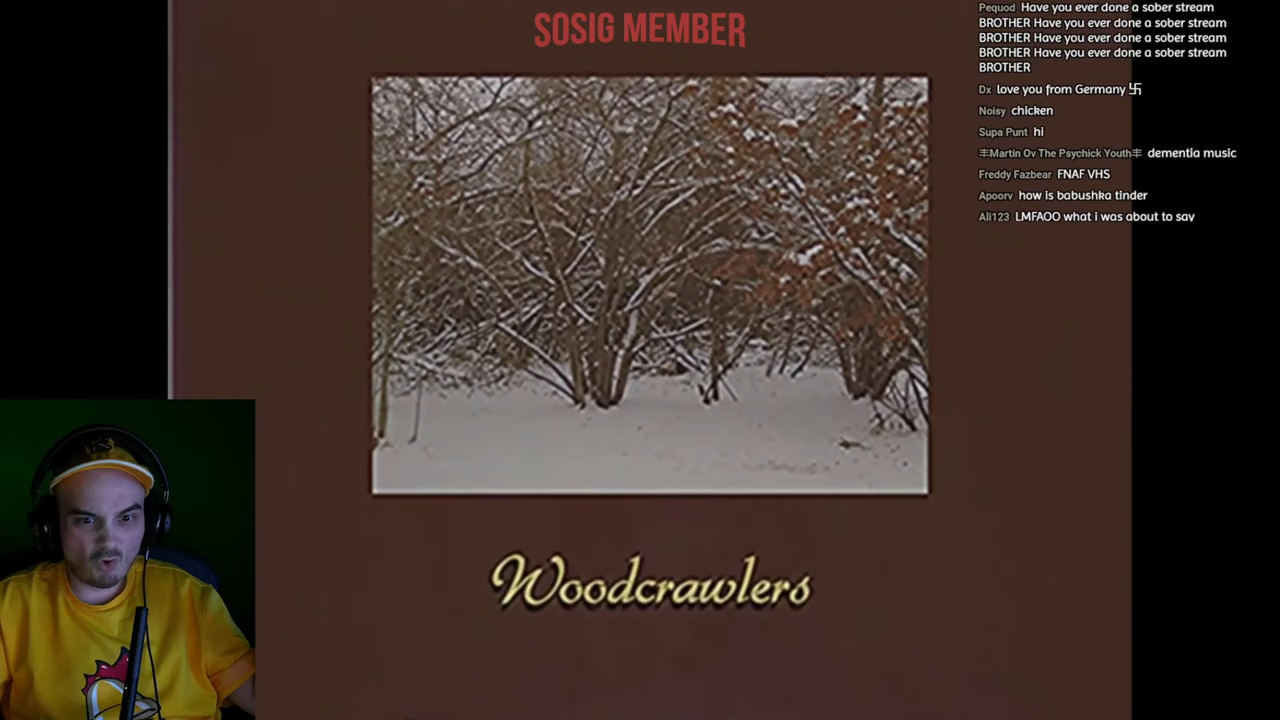 SOSIG MEMBER
Pequod Have you ever done a sober stream
BROTHER Have you ever done a sober stream
BROTHER Have you ever done a sober stream
BROTHER Have you ever done a sober stream
BROTHER
Dx love you from Germany 卐
Noisy chicken
Supa Punt hi
丰Martin Ov The Psychick Youth丰 dementia music
Freddy Fazbear FNAF VHS
Apoorv how is babushka tinder
Ali123 LMFAOO what i was about to say
Woodcrawlers